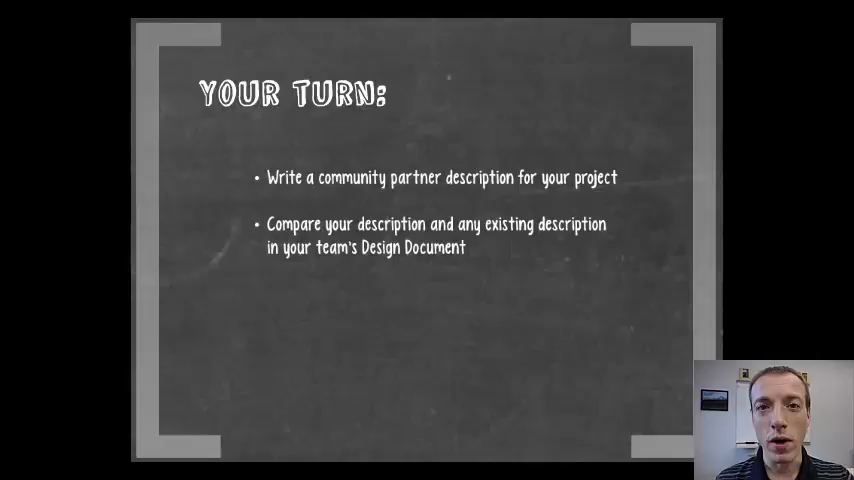 YOUR TURN:
• Write a community partner description for your project
• Compare your description and any existing description
in your team's Design Document